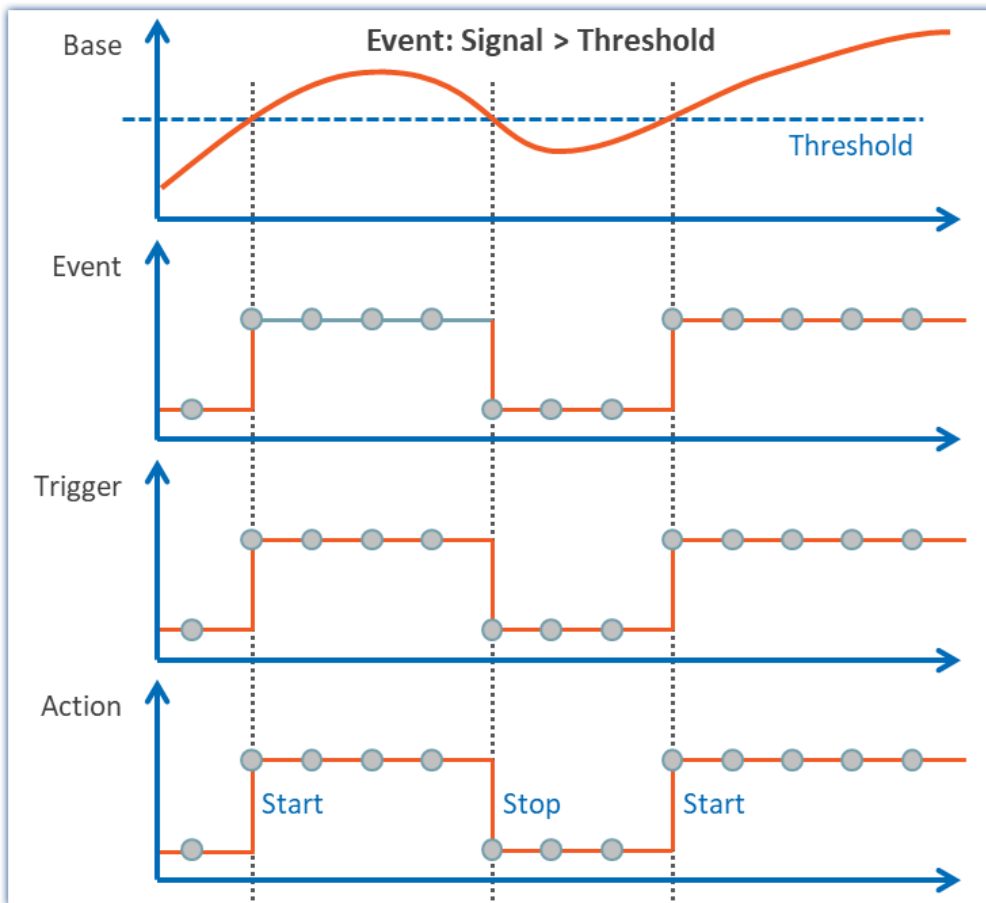 Base
Event: Signal > Threshold
Threshold
Event
Trigger
Action
Start
Stop
Start